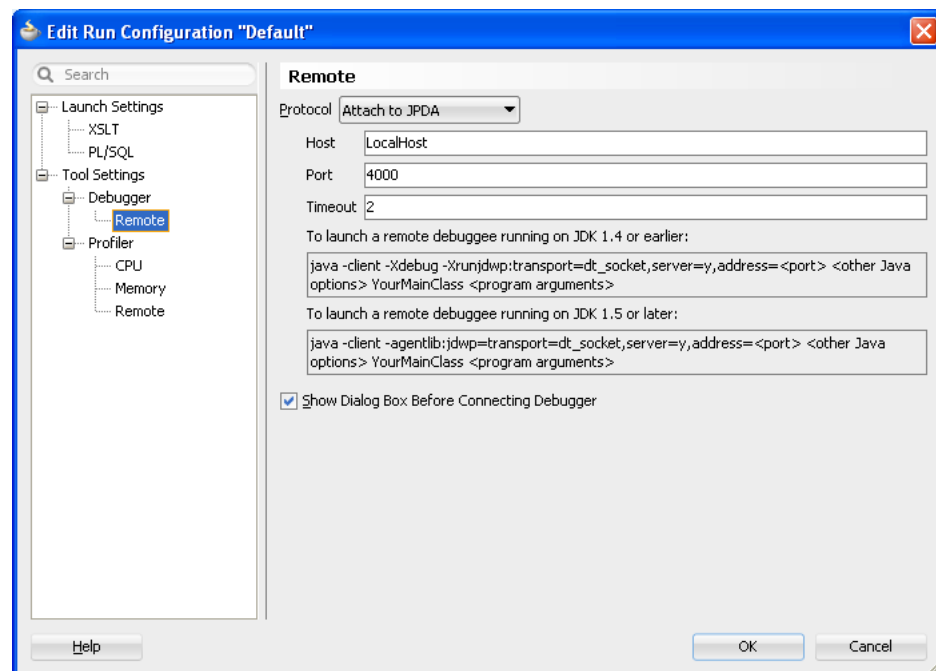 Edit Run Configuration "Default"
Search
Launch Settings
XSLT
PL/SQL
Tool Settings
Debugger
Remote
Profiler
CPU
Memory
Remote
Remote
Protocol Attach to JPDA
Host LocalHost
Port 4000
Timeout 2
To launch a remote debuggee running on JDK 1.4 or earlier:
java -client -Xdebug -Xrunjdwp:transport=dt_socket,server=y,address=<port> <other Java
options> YourMainClass <program arguments>
To launch a remote debuggee running on JDK 1.5 or later:
java -client -agentlib:jdwp=transport=dt_socket,server=y,address=<port> <other Java
options> YourMainClass <program arguments>
Show Dialog Box Before Connecting Debugger
Help
OK
Cancel